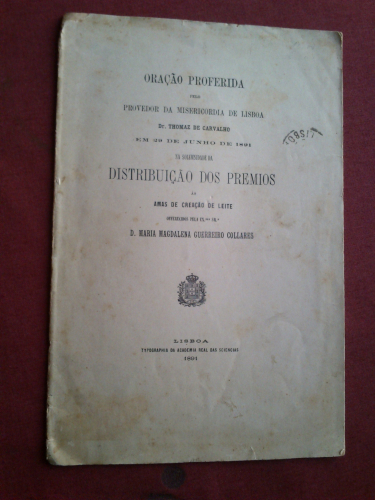 ORAÇÃO PROFERIDA
PELO
PROVEDOR DA MISERICORDIA DE LISBOA
Dr. THOMAZ DE CARVALHO
EM 29 DE JUNHO DE 1891
NA SOLEMNIDADE DA
DISTRIBUIÇÃO DOS PREMIOS
ÁS
AMAS DE CREAÇÃO DE LEITE
OFFERECIDOS PELA EX.MA SR.A
D. MARIA MAGDALENA GUERREIRO COLLARES
LISBOA
TYPOGRAPHIA DA ACADEMIA REAL DAS SCIENCIAS
1891